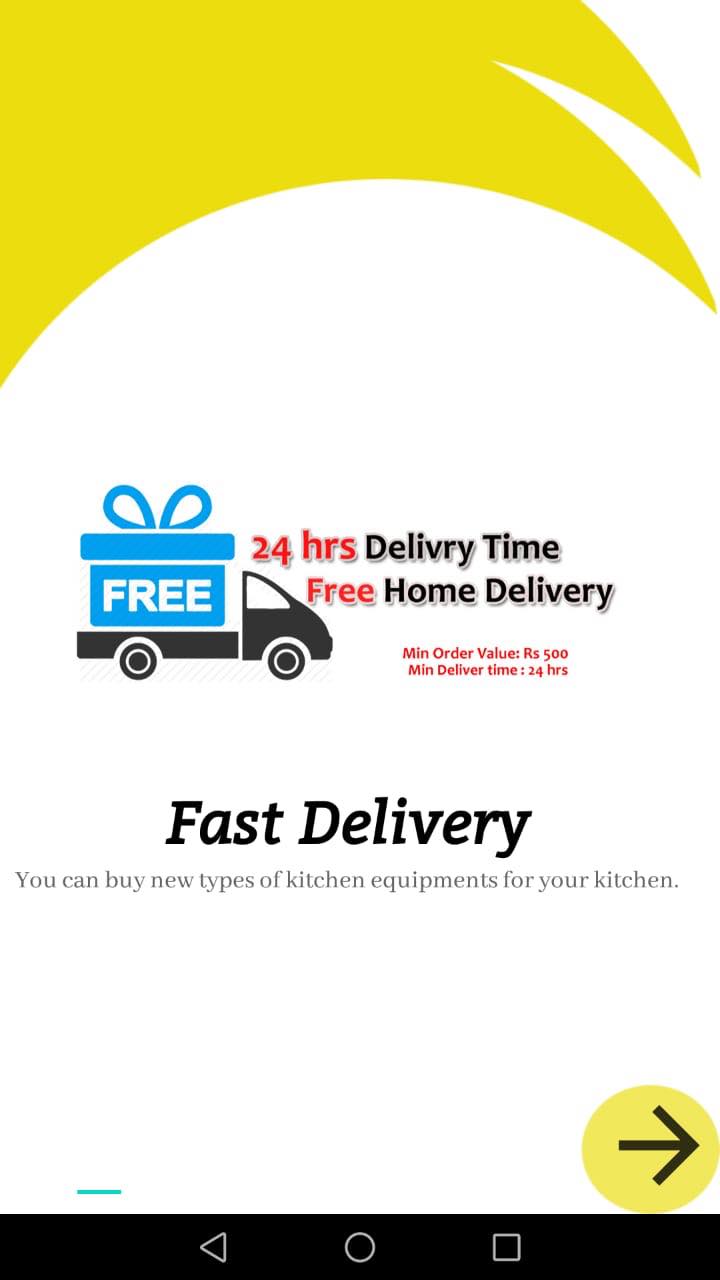 24 hrs Delivry Time
FREE
Free Home Delivery
Min Order Value: Rs 500
Min Deliver time : 24 hrs
Fast Delivery
You can buy new types of kitchen equipments for your kitchen.